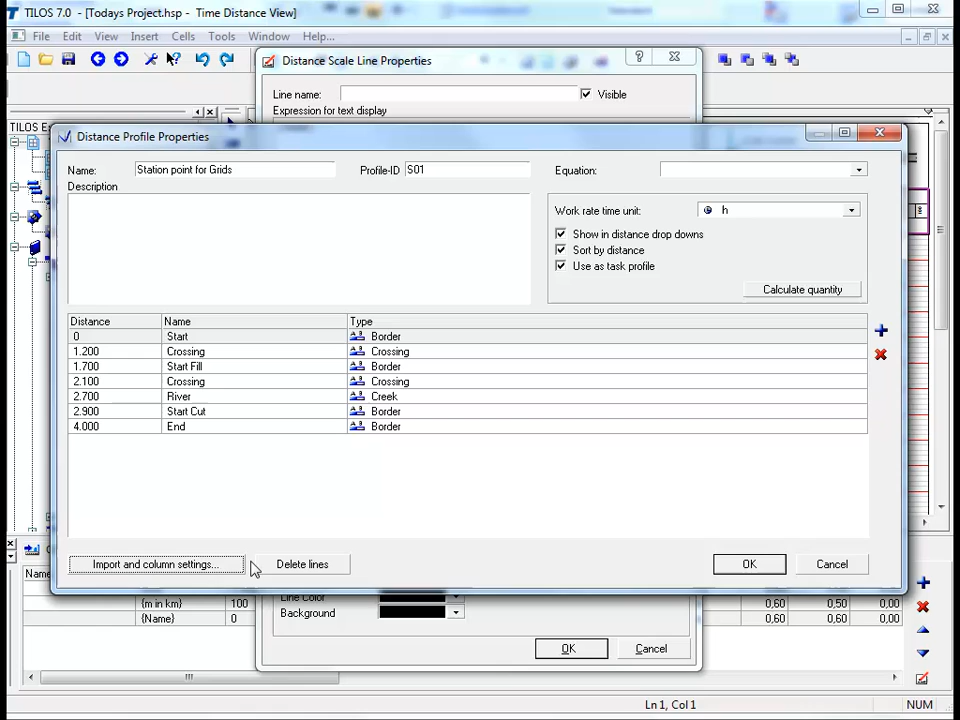 TILOS 7.0 - [Todays Project.hsp - Time Distance View]
File Edit View Insert Cells Tools Window Help...
Distance Scale Line Properties
Line name: Visible
Expression for text display
TILOS E
Distance Profile Properties
Name: Station point for Grids Profile-ID S01 Equation:
Description
Work rate time unit: h
Show in distance drop downs
Sort by distance
Use as task profile
Calculate quantity
Distance Name Type
0 Start Border
1.200 Crossing Crossing
1.700 Start Fill Border
2.100 Crossing Crossing
2.700 River Creek
2.900 Start Cut Border
4.000 End Border
Import and column settings... Delete lines OK Cancel
Name
Line Color
{m in km} 100 0,60 0,50 0,00
Background
{Name} 0 0,60 0,60 0,00
OK Cancel
Ln 1, Col 1 NUM